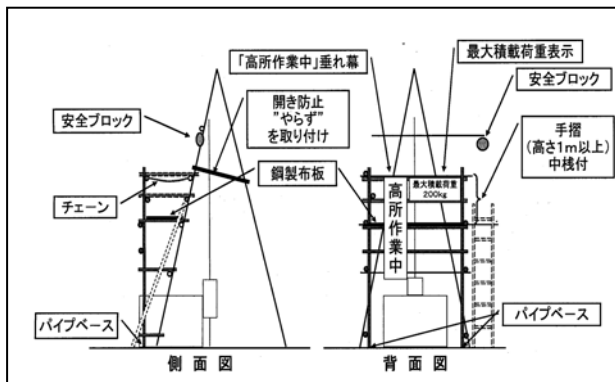 「高所作業中」垂れ幕
最大積載荷重表示
安全ブロック
開き防止
”やらず”
を取り付け
安全ブロック
手摺
(高さ1m以上)
中桟付
チェーン
鋼製布板
高所作業中
最大積載荷重
200kg
パイプベース
パイプベース
側面図
背面図